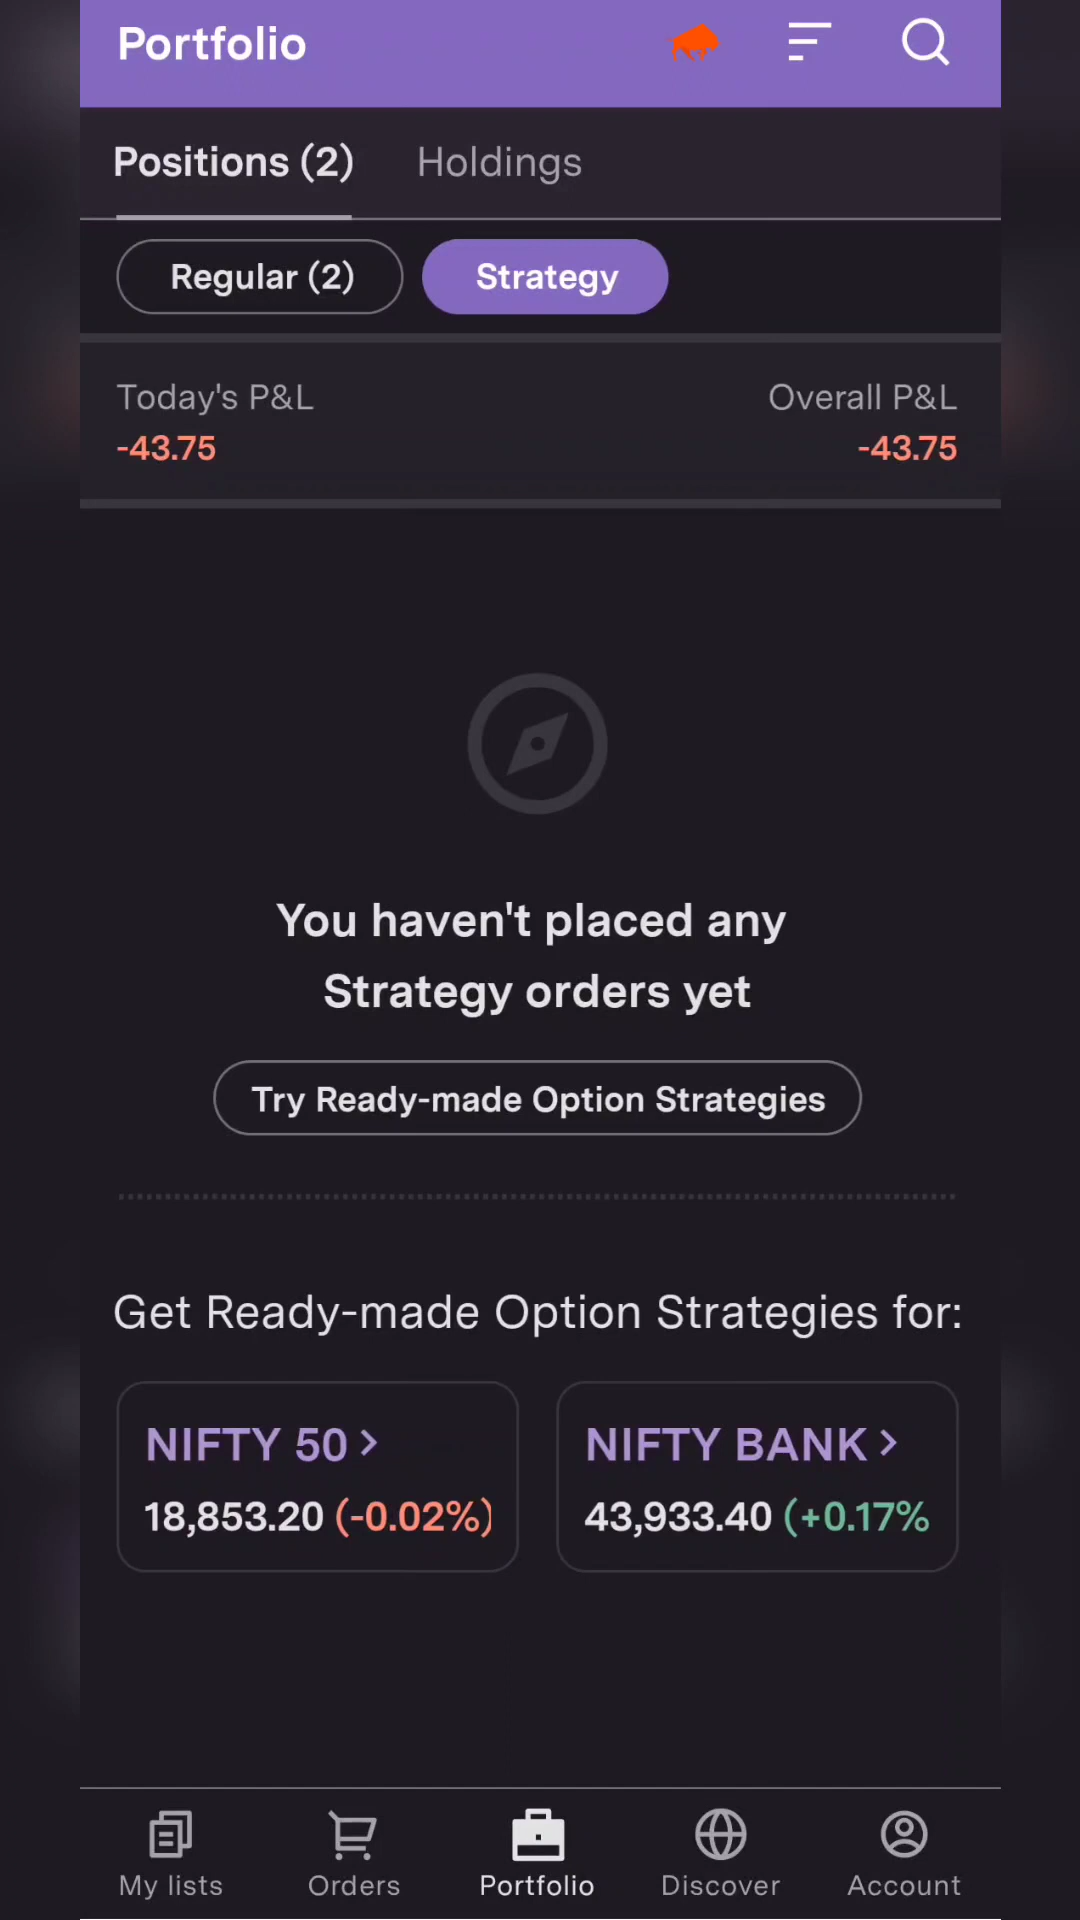 Portfolio
Positions (2) Holdings
Regular (2) Strategy
Today's P&L Overall P&L
-43.75 -43.75
You haven't placed any
Strategy orders yet
Try Ready-made Option Strategies
Get Ready-made Option Strategies for:
NIFTY 50 > NIFTY BANK >
18,853.20 (-0.02%) 43,933.40 (+0.17%
My lists Orders Portfolio Discover Account